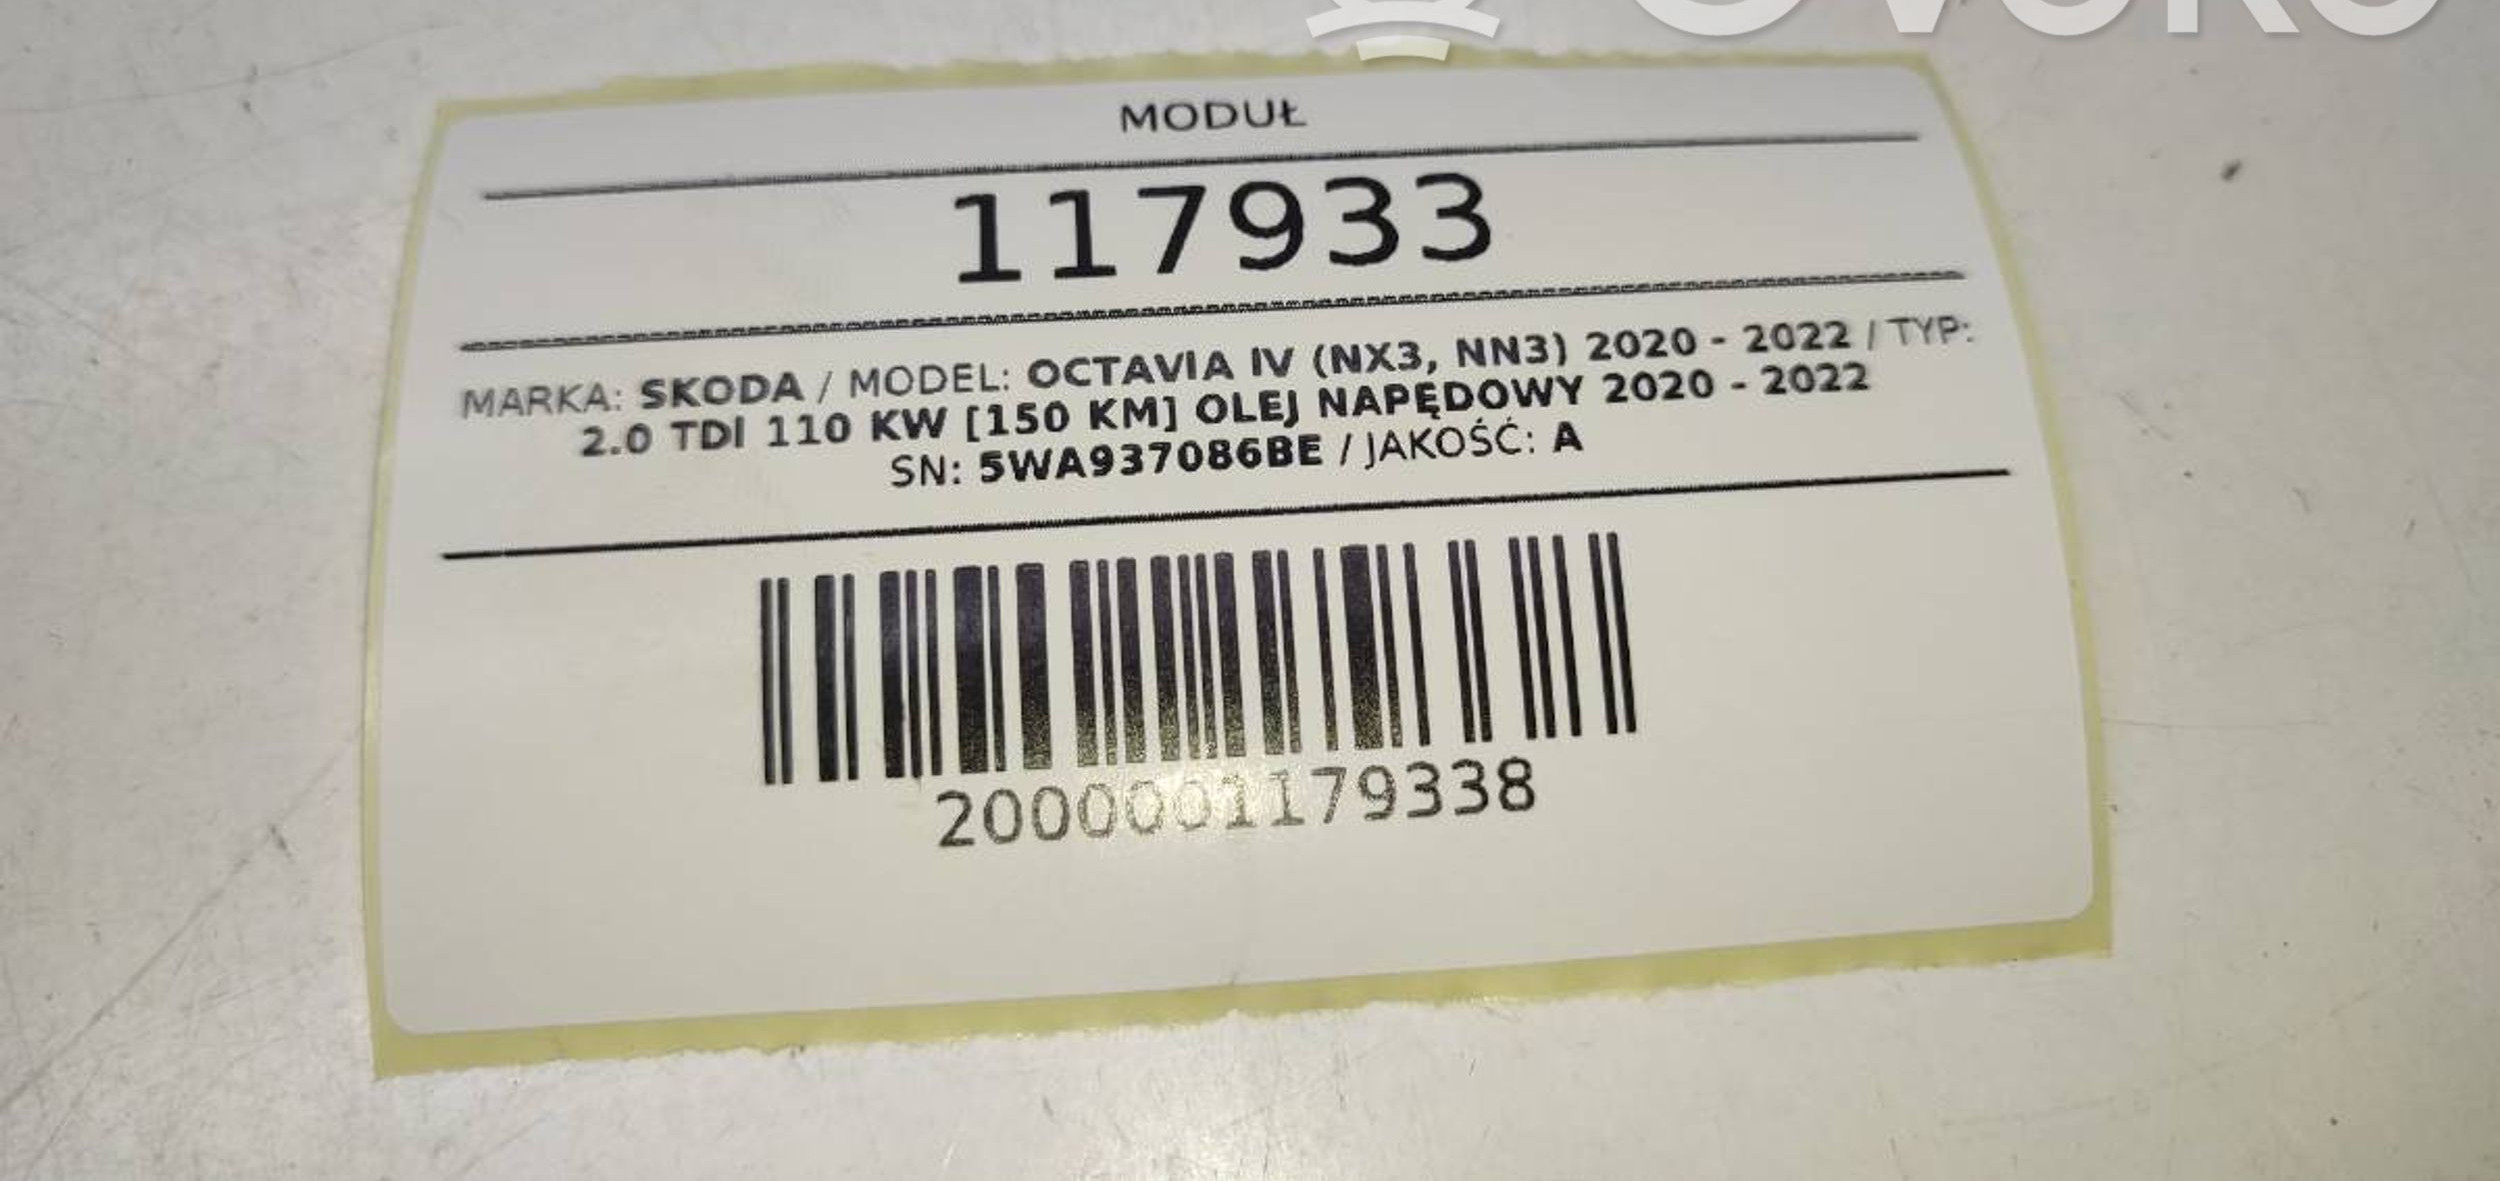 MODUŁ
117933
MARKA: SKODA / MODEL: OCTAVIA IV (NX3, NN3) 2020 - 2022 / TYP:
2.0 TDI 110 KW [150 KM] OLEJ NAPĘDOWY 2020 - 2022
SN: 5WA937086BE / JAKOŚĆ: A
2000001179338